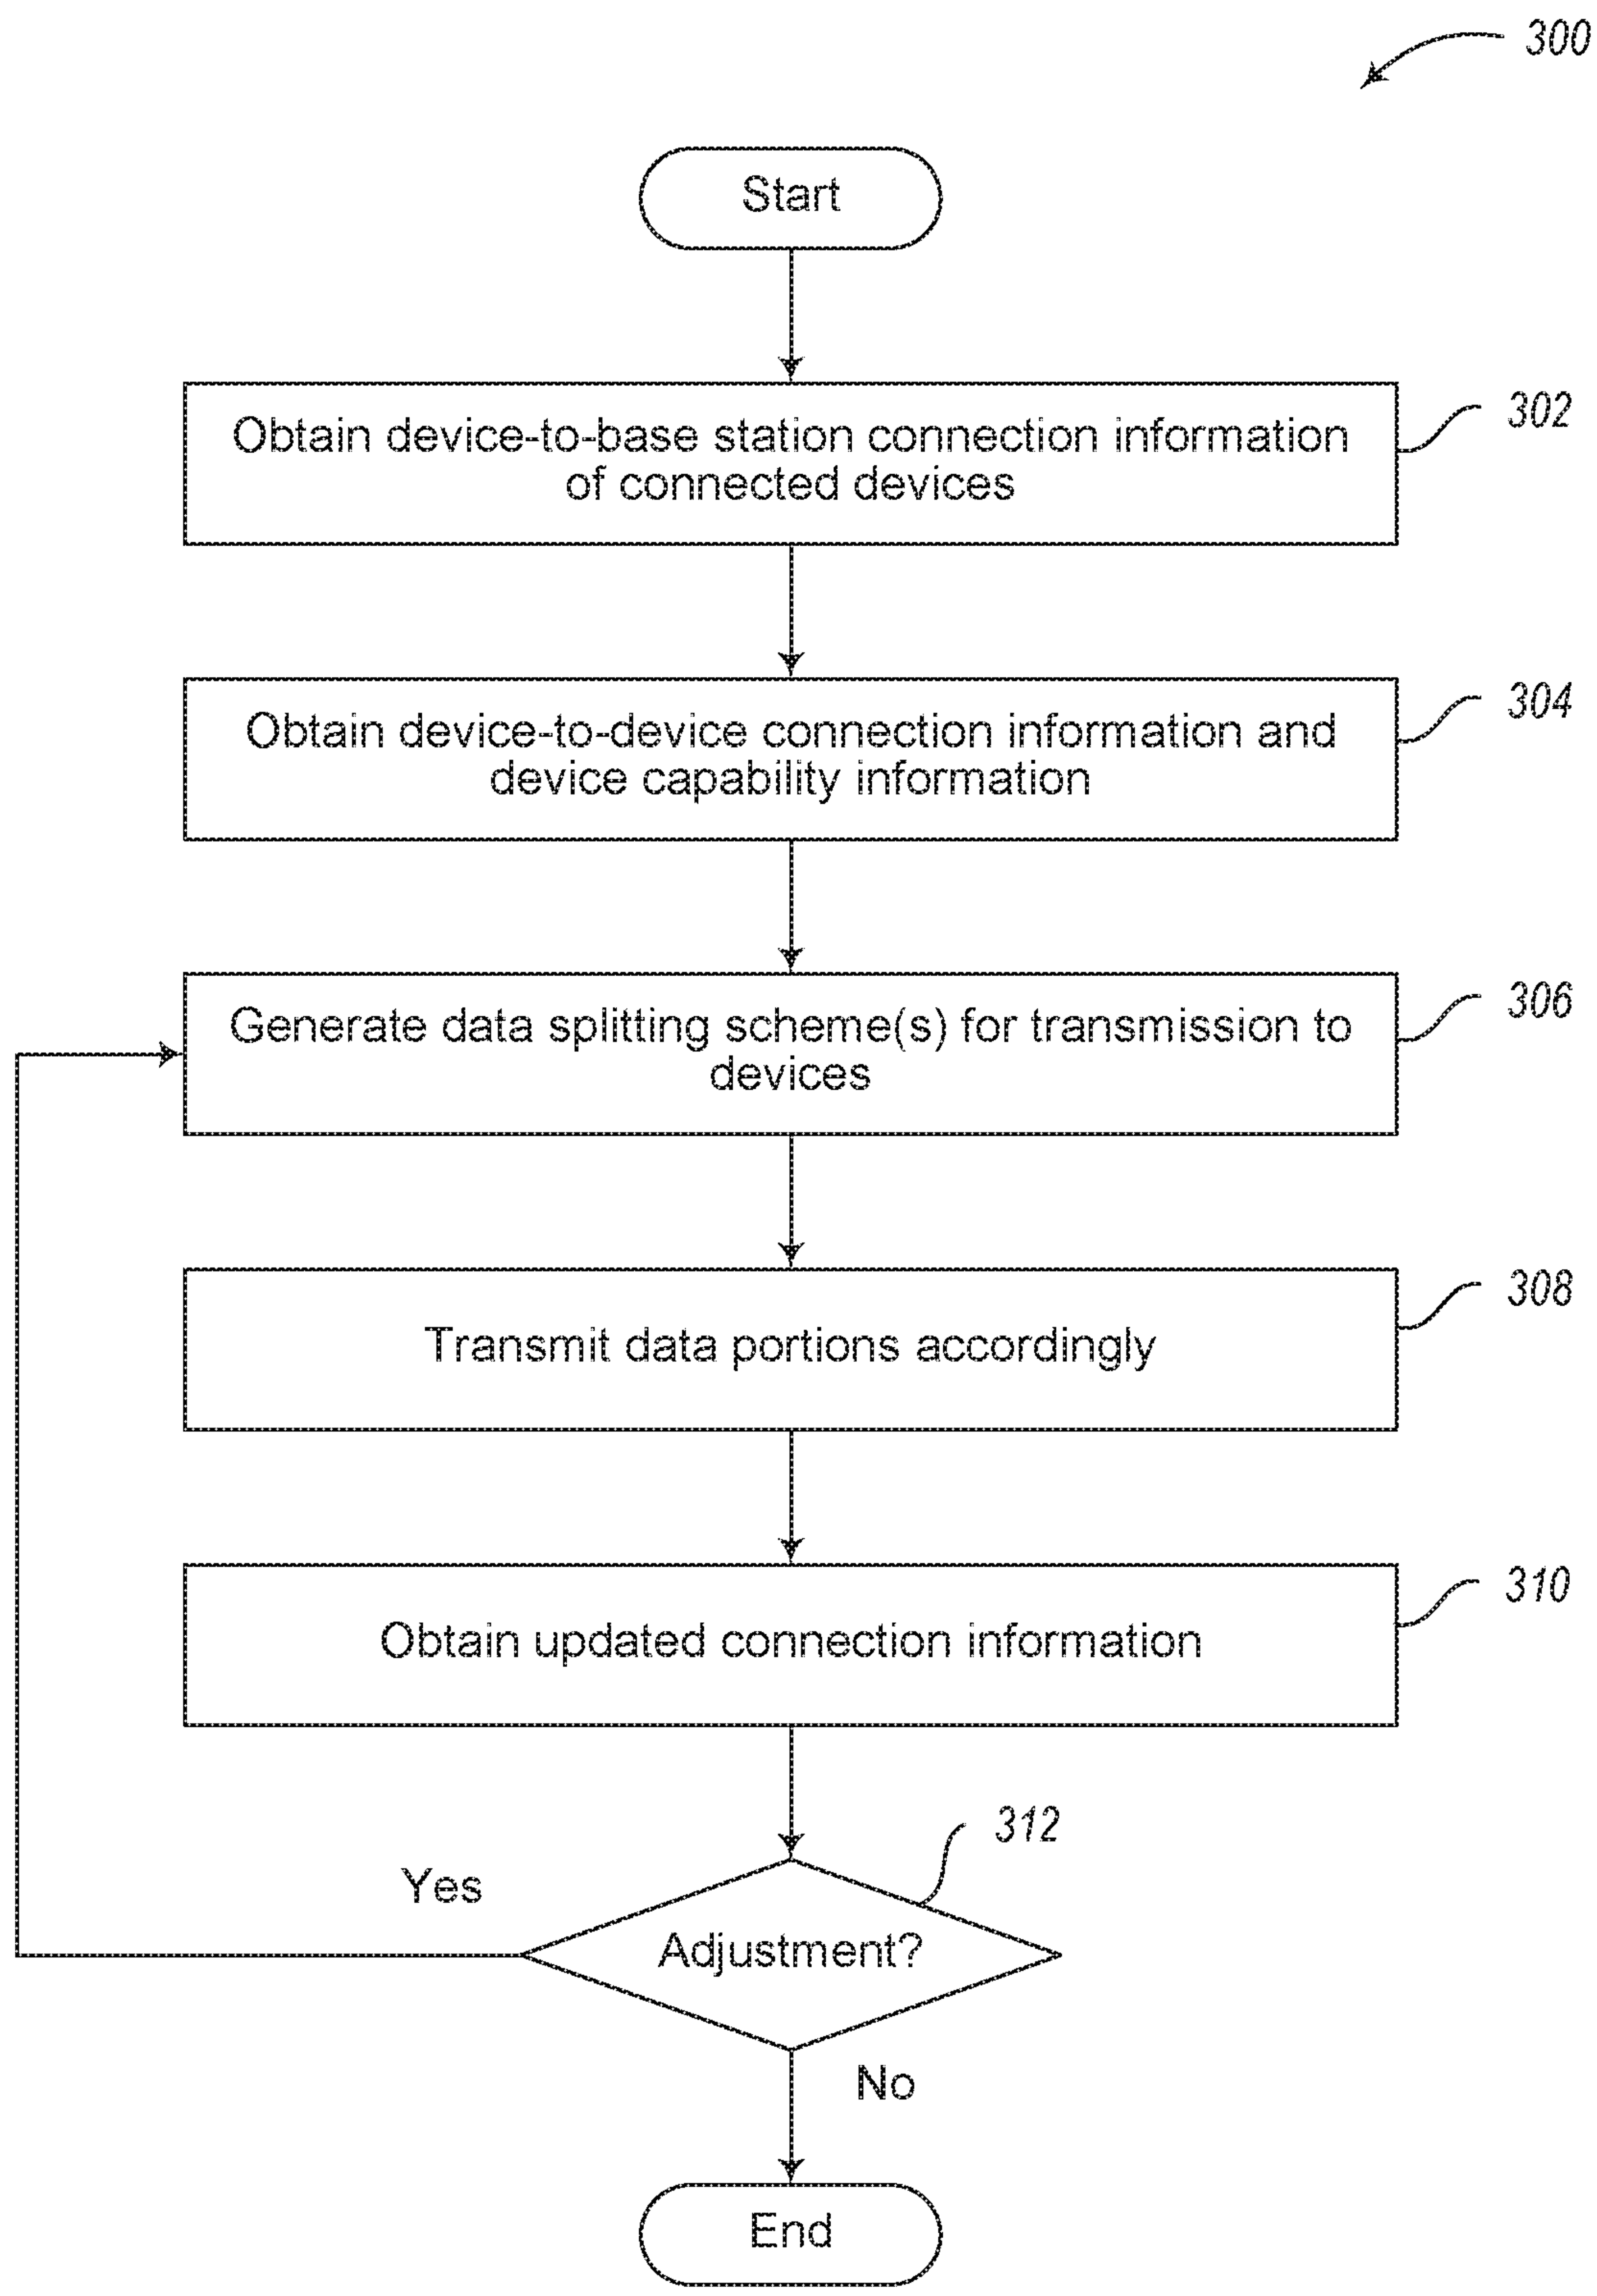 300
Start
Obtain device-to-base station connection information
of connected devices
302
Obtain device-to-device connection information and
device capability information
304
Generate data splitting scheme(s) for transmission to
devices
306
Transmit data portions accordingly
308
Obtain updated connection information
310
312
Yes
Adjustment?
No
End